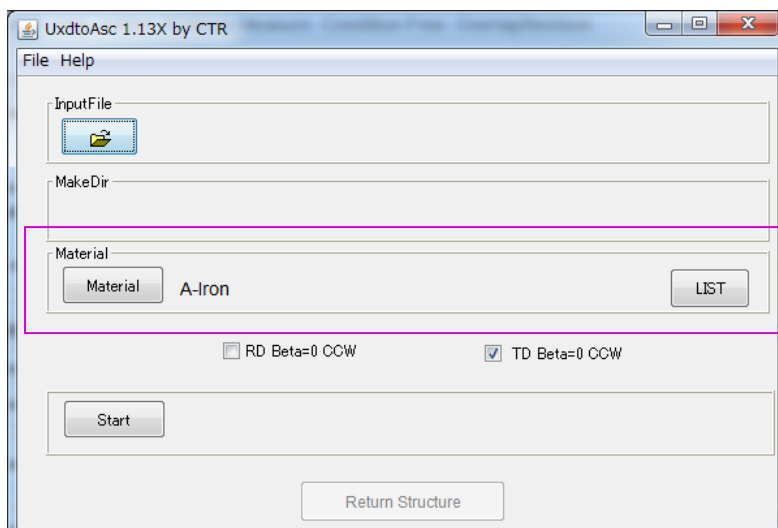 UxdtoAsc 1.13X by CTR
File Help
InputFile
MakeDir
Material
Material A-Iron LIST
RD Beta=0 CCW TD Beta=0 CCW
Start
Return Structure